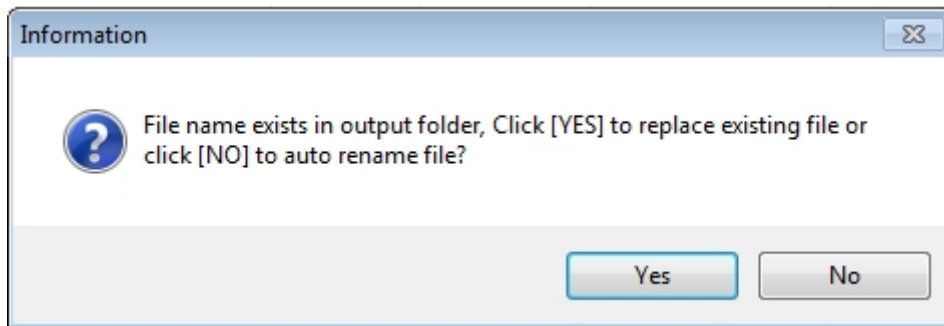 Information
File name exists in output folder, Click [YES] to replace existing file or
click [NO] to auto rename file?
Yes
No